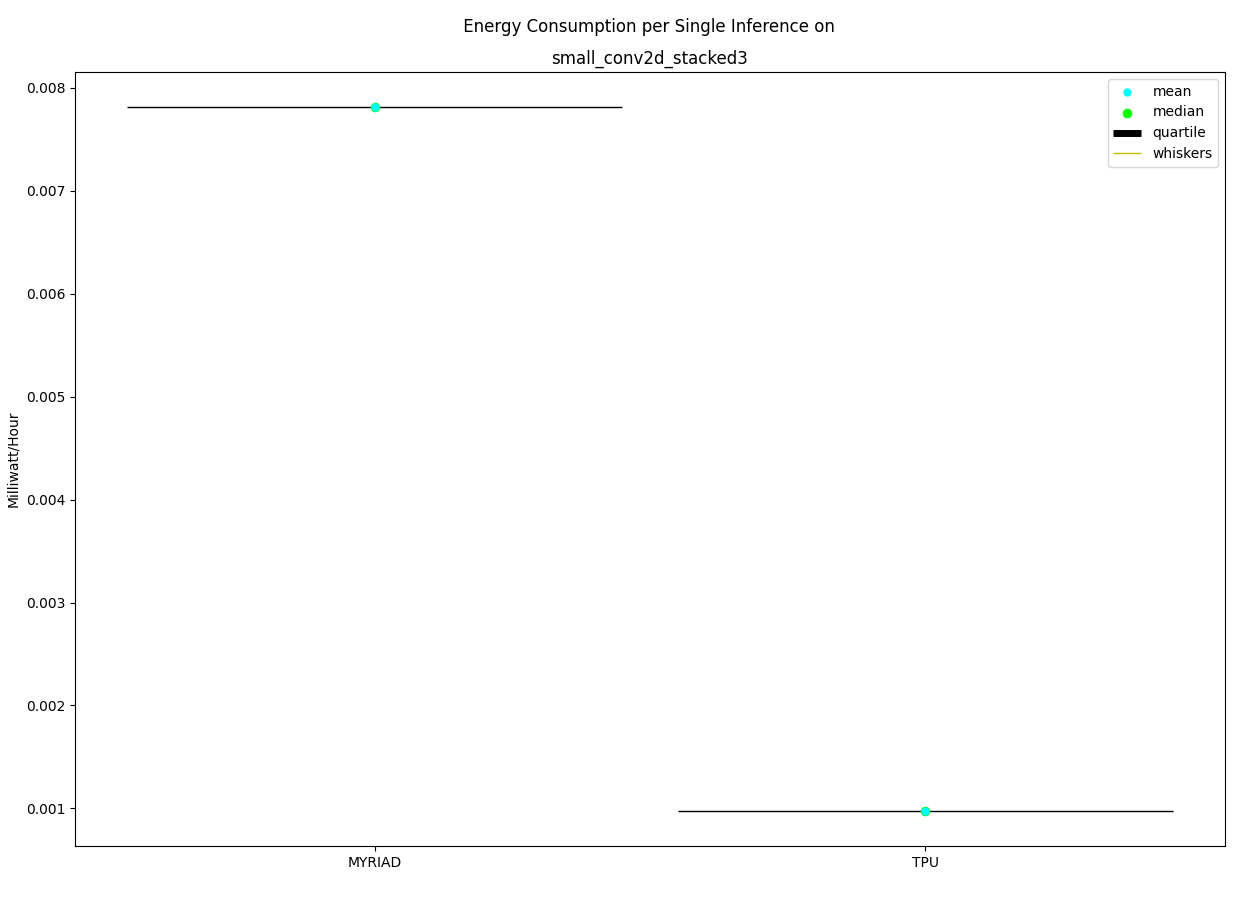 Energy Consumption per Single Inference on
small_conv2d_stacked3
mean
median
quartile
whiskers
0.008
0.007
0.006
0.005
0.004
0.003
0.002
0.001
Milliwatt/Hour
MYRIAD
TPU